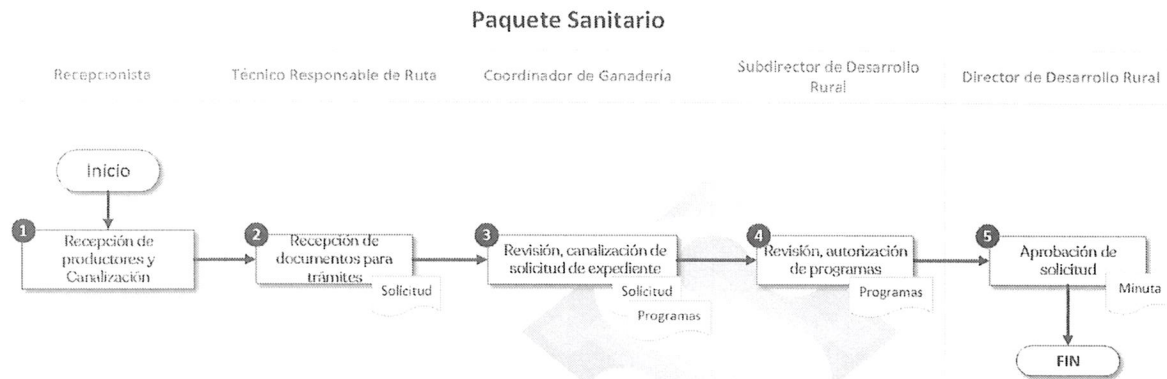 Paquete Sanitario
Recepcionista
Técnico Responsable de Ruta
Coordinador de Ganadería
Subdirector de Desarrollo
Rural
Director de Desarrollo Rural
Inicio
1
Recepción de
productores y
Canalización
2
Recepción de
documentos para
trámites
Solicitud
3
Revisión, canalización de
solicitud de expediente
Solicitud
Programas
4
Revisión, autorización
de programas
Programas
5
Aprobación de
solicitud
Minuta
FIN